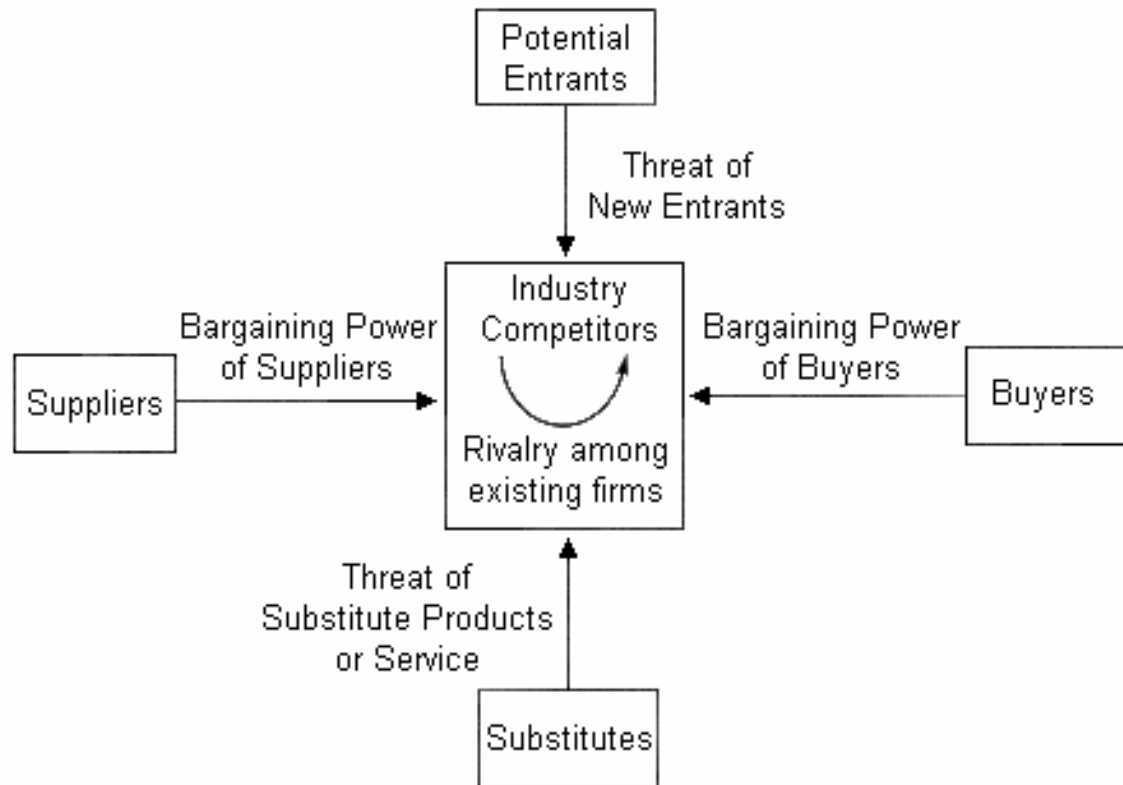 Potential
Entrants
Threat of
New Entrants
Industry
Competitors
Bargaining Power
of Suppliers
Bargaining Power
of Buyers
Suppliers
Buyers
Rivalry among
existing firms
Threat of
Substitute Products
or Service
Substitutes